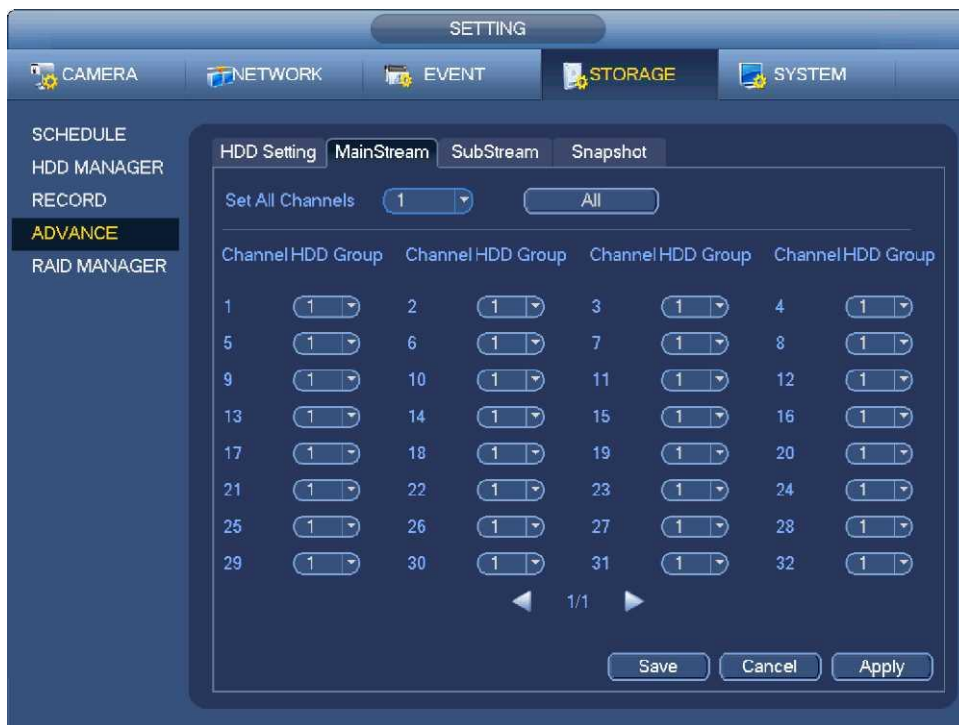 SETTING
CAMERA NETWORK EVENT STORAGE SYSTEM
SCHEDULE
HDD MANAGER
RECORD
ADVANCE
RAID MANAGER
HDD Setting MainStream SubStream Snapshot
Set All Channels 1 All
Channel HDD Group Channel HDD Group Channel HDD Group Channel HDD Group
1 1 2 1 3 1 4 1
5 1 6 1 7 1 8 1
9 1 10 1 11 1 12 1
13 1 14 1 15 1 16 1
17 1 18 1 19 1 20 1
21 1 22 1 23 1 24 1
25 1 26 1 27 1 28 1
29 1 30 1 31 1 32 1
1/1
Save Cancel Apply